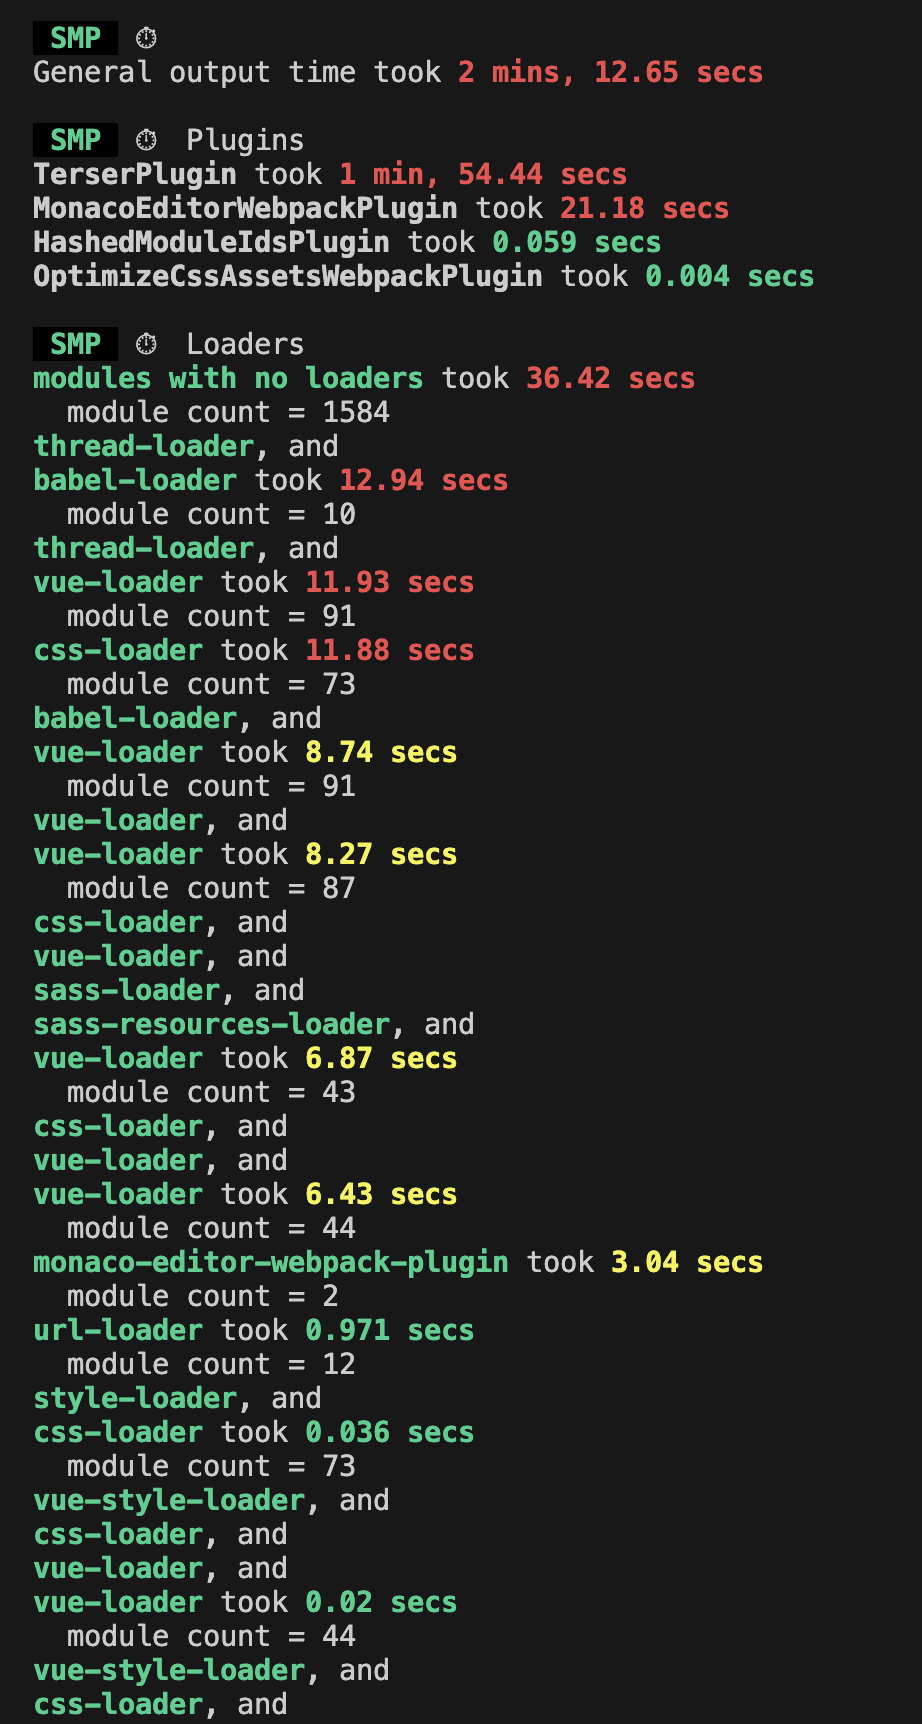 SMP ⏱
General output time took 2 mins, 12.65 secs
SMP ⏱ Plugins
TerserPlugin took 1 min, 54.44 secs
MonacoEditorWebpackPlugin took 21.18 secs
HashedModuleIdsPlugin took 0.059 secs
OptimizeCssAssetsWebpackPlugin took 0.004 secs
SMP ⏱ Loaders
modules with no loaders took 36.42 secs
module count = 1584
thread-loader, and
babel-loader took 12.94 secs
module count = 10
thread-loader, and
vue-loader took 11.93 secs
module count = 91
css-loader took 11.88 secs
module count = 73
babel-loader, and
vue-loader took 8.74 secs
module count = 91
vue-loader, and
vue-loader took 8.27 secs
module count = 87
css-loader, and
vue-loader, and
sass-loader, and
sass-resources-loader, and
vue-loader took 6.87 secs
module count = 43
css-loader, and
vue-loader, and
vue-loader took 6.43 secs
module count = 44
monaco-editor-webpack-plugin took 3.04 secs
module count = 2
url-loader took 0.971 secs
module count = 12
style-loader, and
css-loader took 0.036 secs
module count = 73
vue-style-loader, and
css-loader, and
vue-loader, and
vue-loader took 0.02 secs
module count = 44
vue-style-loader, and
css-loader, and